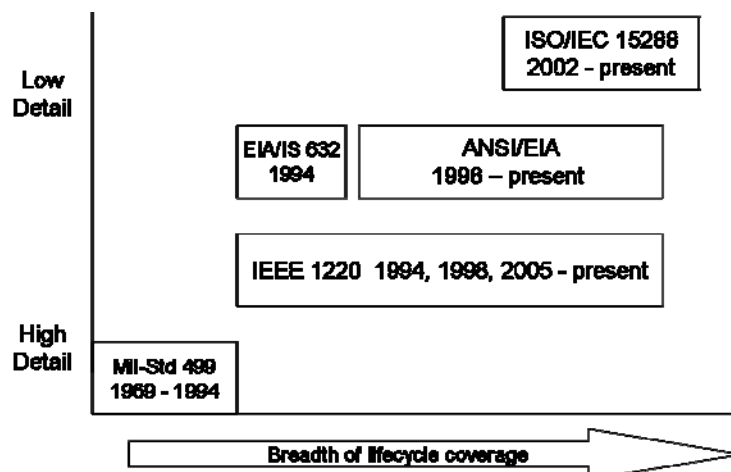 ISO/IEC 15288
2002 - present
Low
Detail
EIA/IS 632
1994
ANSI/EIA
1998 – present
IEEE 1220 1994, 1998, 2005 - present
High
Detail
Mil-Std 499
1969 - 1994
Breadth of lifecycle coverage